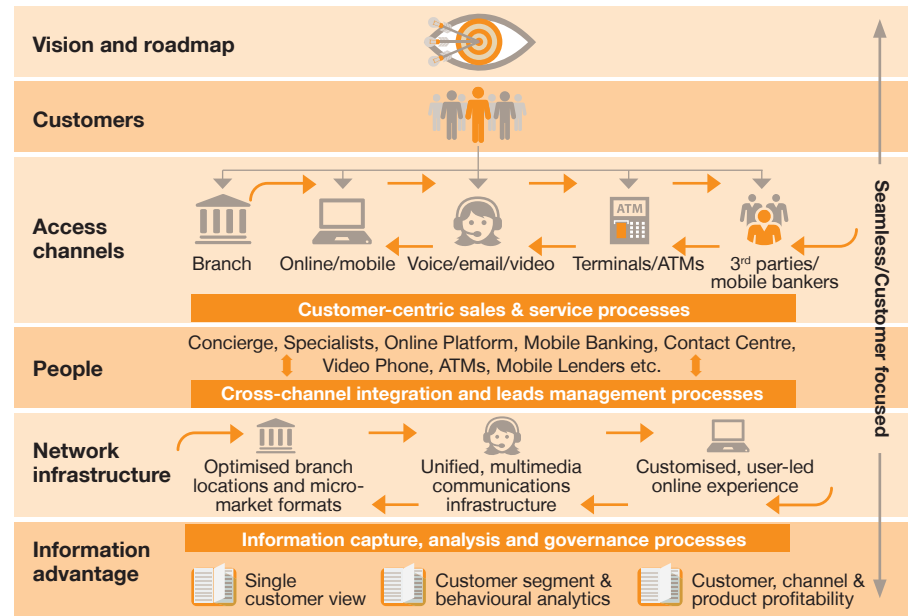 Vision and roadmap
Customers
Access
channels
ATM
Branch
Online/mobile
Voice/email/video
Terminals/ATMs
3rd parties/
mobile bankers
Customer-centric sales & service processes
People
Concierge, Specialists, Online Platform, Mobile Banking, Contact Centre,
Video Phone, ATMs, Mobile Lenders etc.
Cross-channel integration and leads management processes
Network
infrastructure
Optimised branch
locations and micro-
market formats
Unified, multimedia
communications
infrastructure
Customised, user-led
online experience
Information
advantage
Information capture, analysis and governance processes
Single
customer view
Customer segment &
behavioural analytics
Customer, channel &
product profitability
Seamless/Customer focused